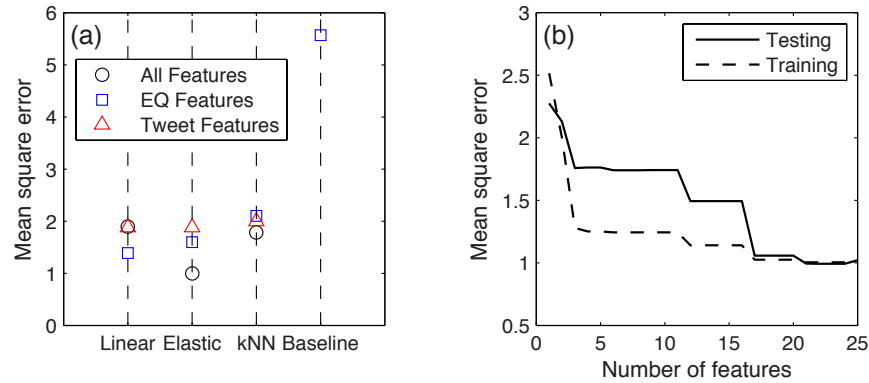 (a)
All Features
EQ Features
Tweet Features
Mean square error
6
5
4
3
2
1
0
Linear Elastic kNN Baseline
(b)
Testing
Training
Mean square error
3
2.5
2
1.5
1
0.5
0 5 10 15 20 25
Number of features